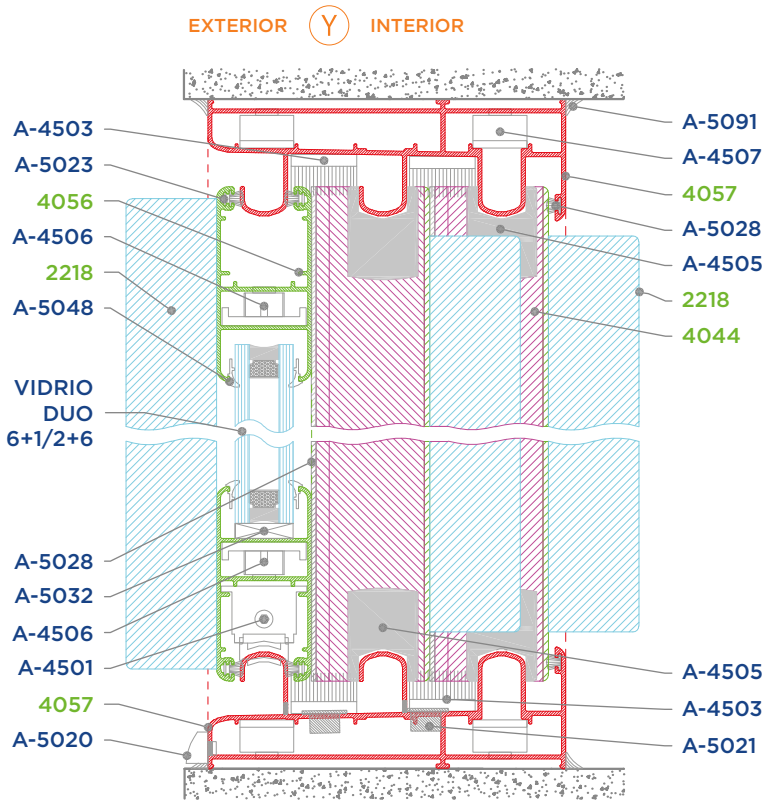 EXTERIOR Y INTERIOR
A-4503
A-5023
4056
A-4506
2218
A-5048
VIDRIO
DUO
6+1/2+6
A-5028
A-5032
A-4506
A-4501
4057
A-5020
A-5091
A-4507
4057
A-5028
A-4505
2218
4044
A-4505
A-4503
A-5021